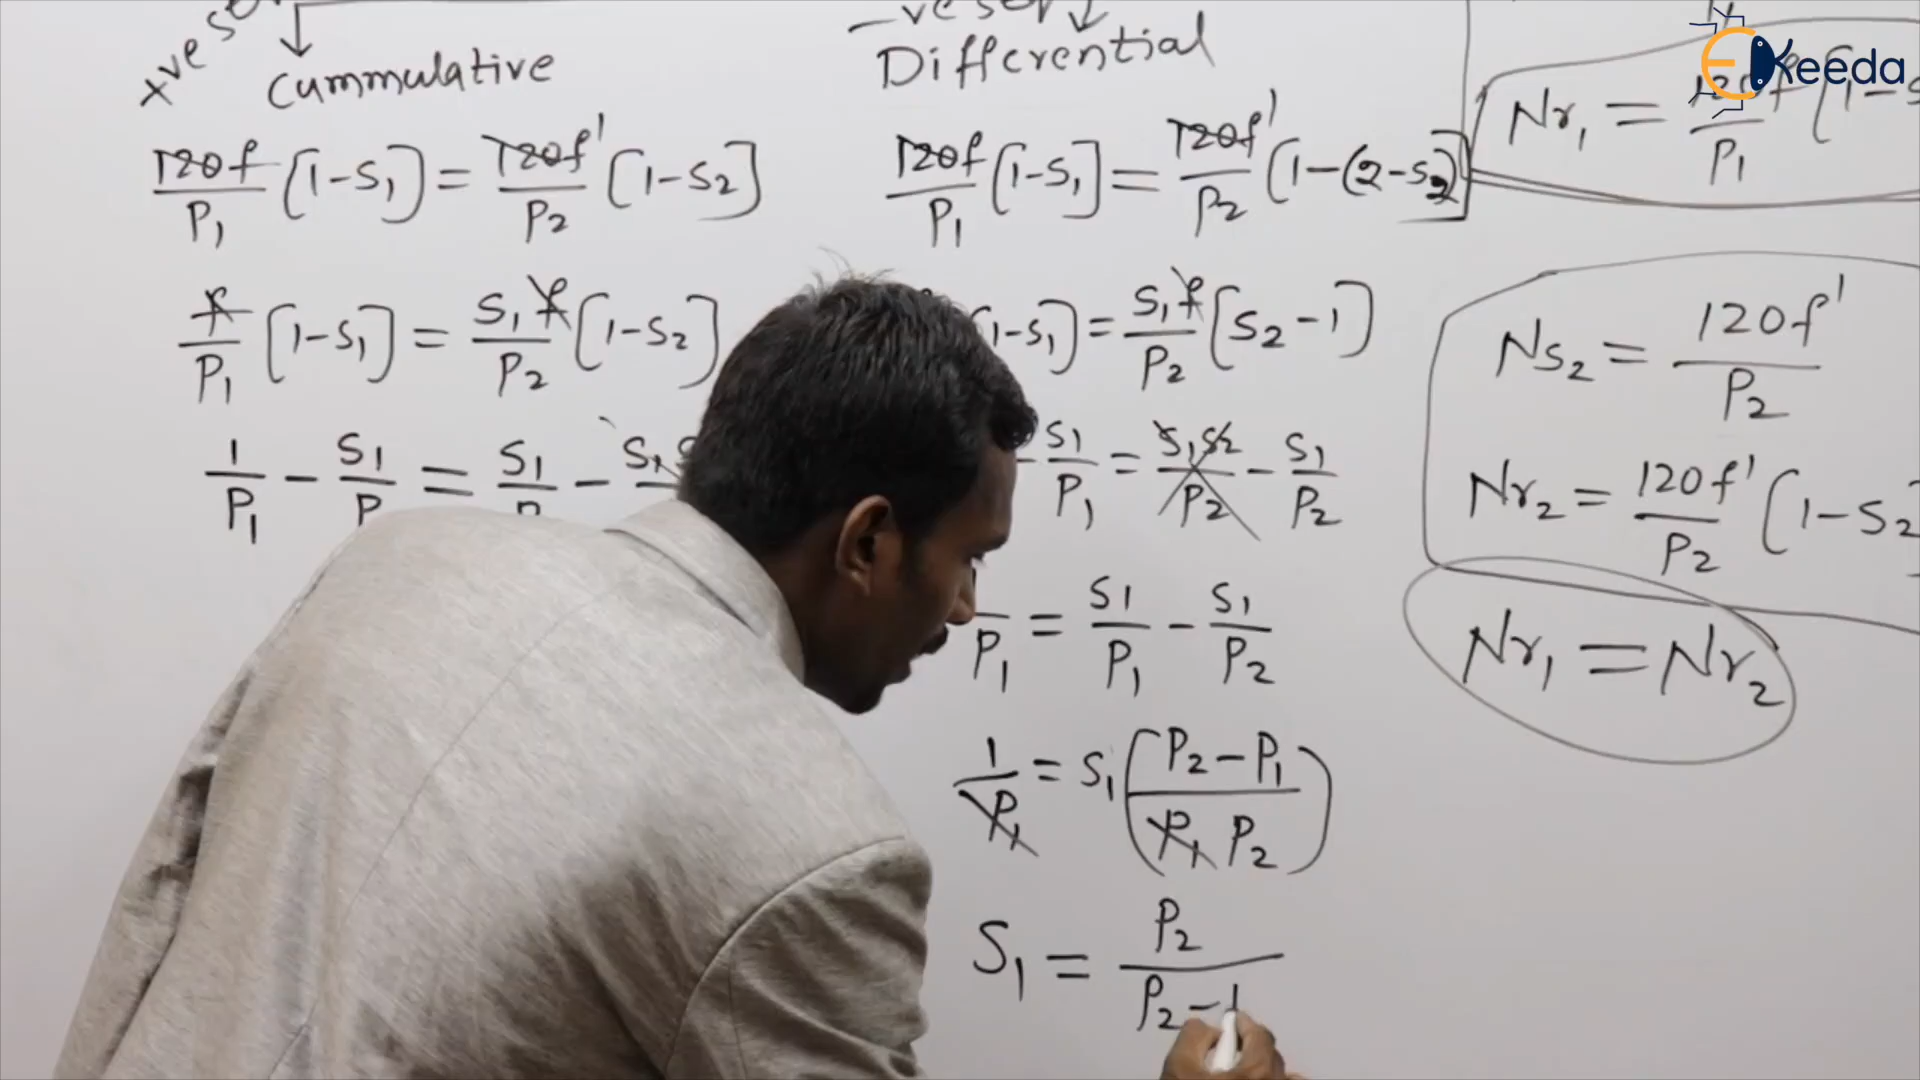 +ve se
-ve ser
Cummulative
Differential
120f/P₁ [1-S₁] = 120f'/P₂ [1-S₂]
f/P₁ [1-S₁] = S₁f/P₂ [1-S₂]
1/P₁ - S₁/P = S₁/P - S₁S
120f/P₁ [1-S₁] = 120f'/P₂ [1-(2-S₂)]
[1-S₁] = S₁f/P₂ [S₂-1]
- S₁/P₁ = S₁S₂/P₂ - S₁/P₂
P₁ = S₁/P₁ - S₁/P₂
1/P₁ = S₁ (P₂-P₁/P₁ P₂)
S₁ = P₂/P₂-
EKeeda
Nr₁ = 120f/P₁ [1-S
Ns₂ = 120f'/P₂
Nr₂ = 120f'/P₂ [1-S₂]
Nr₁ = Nr₂